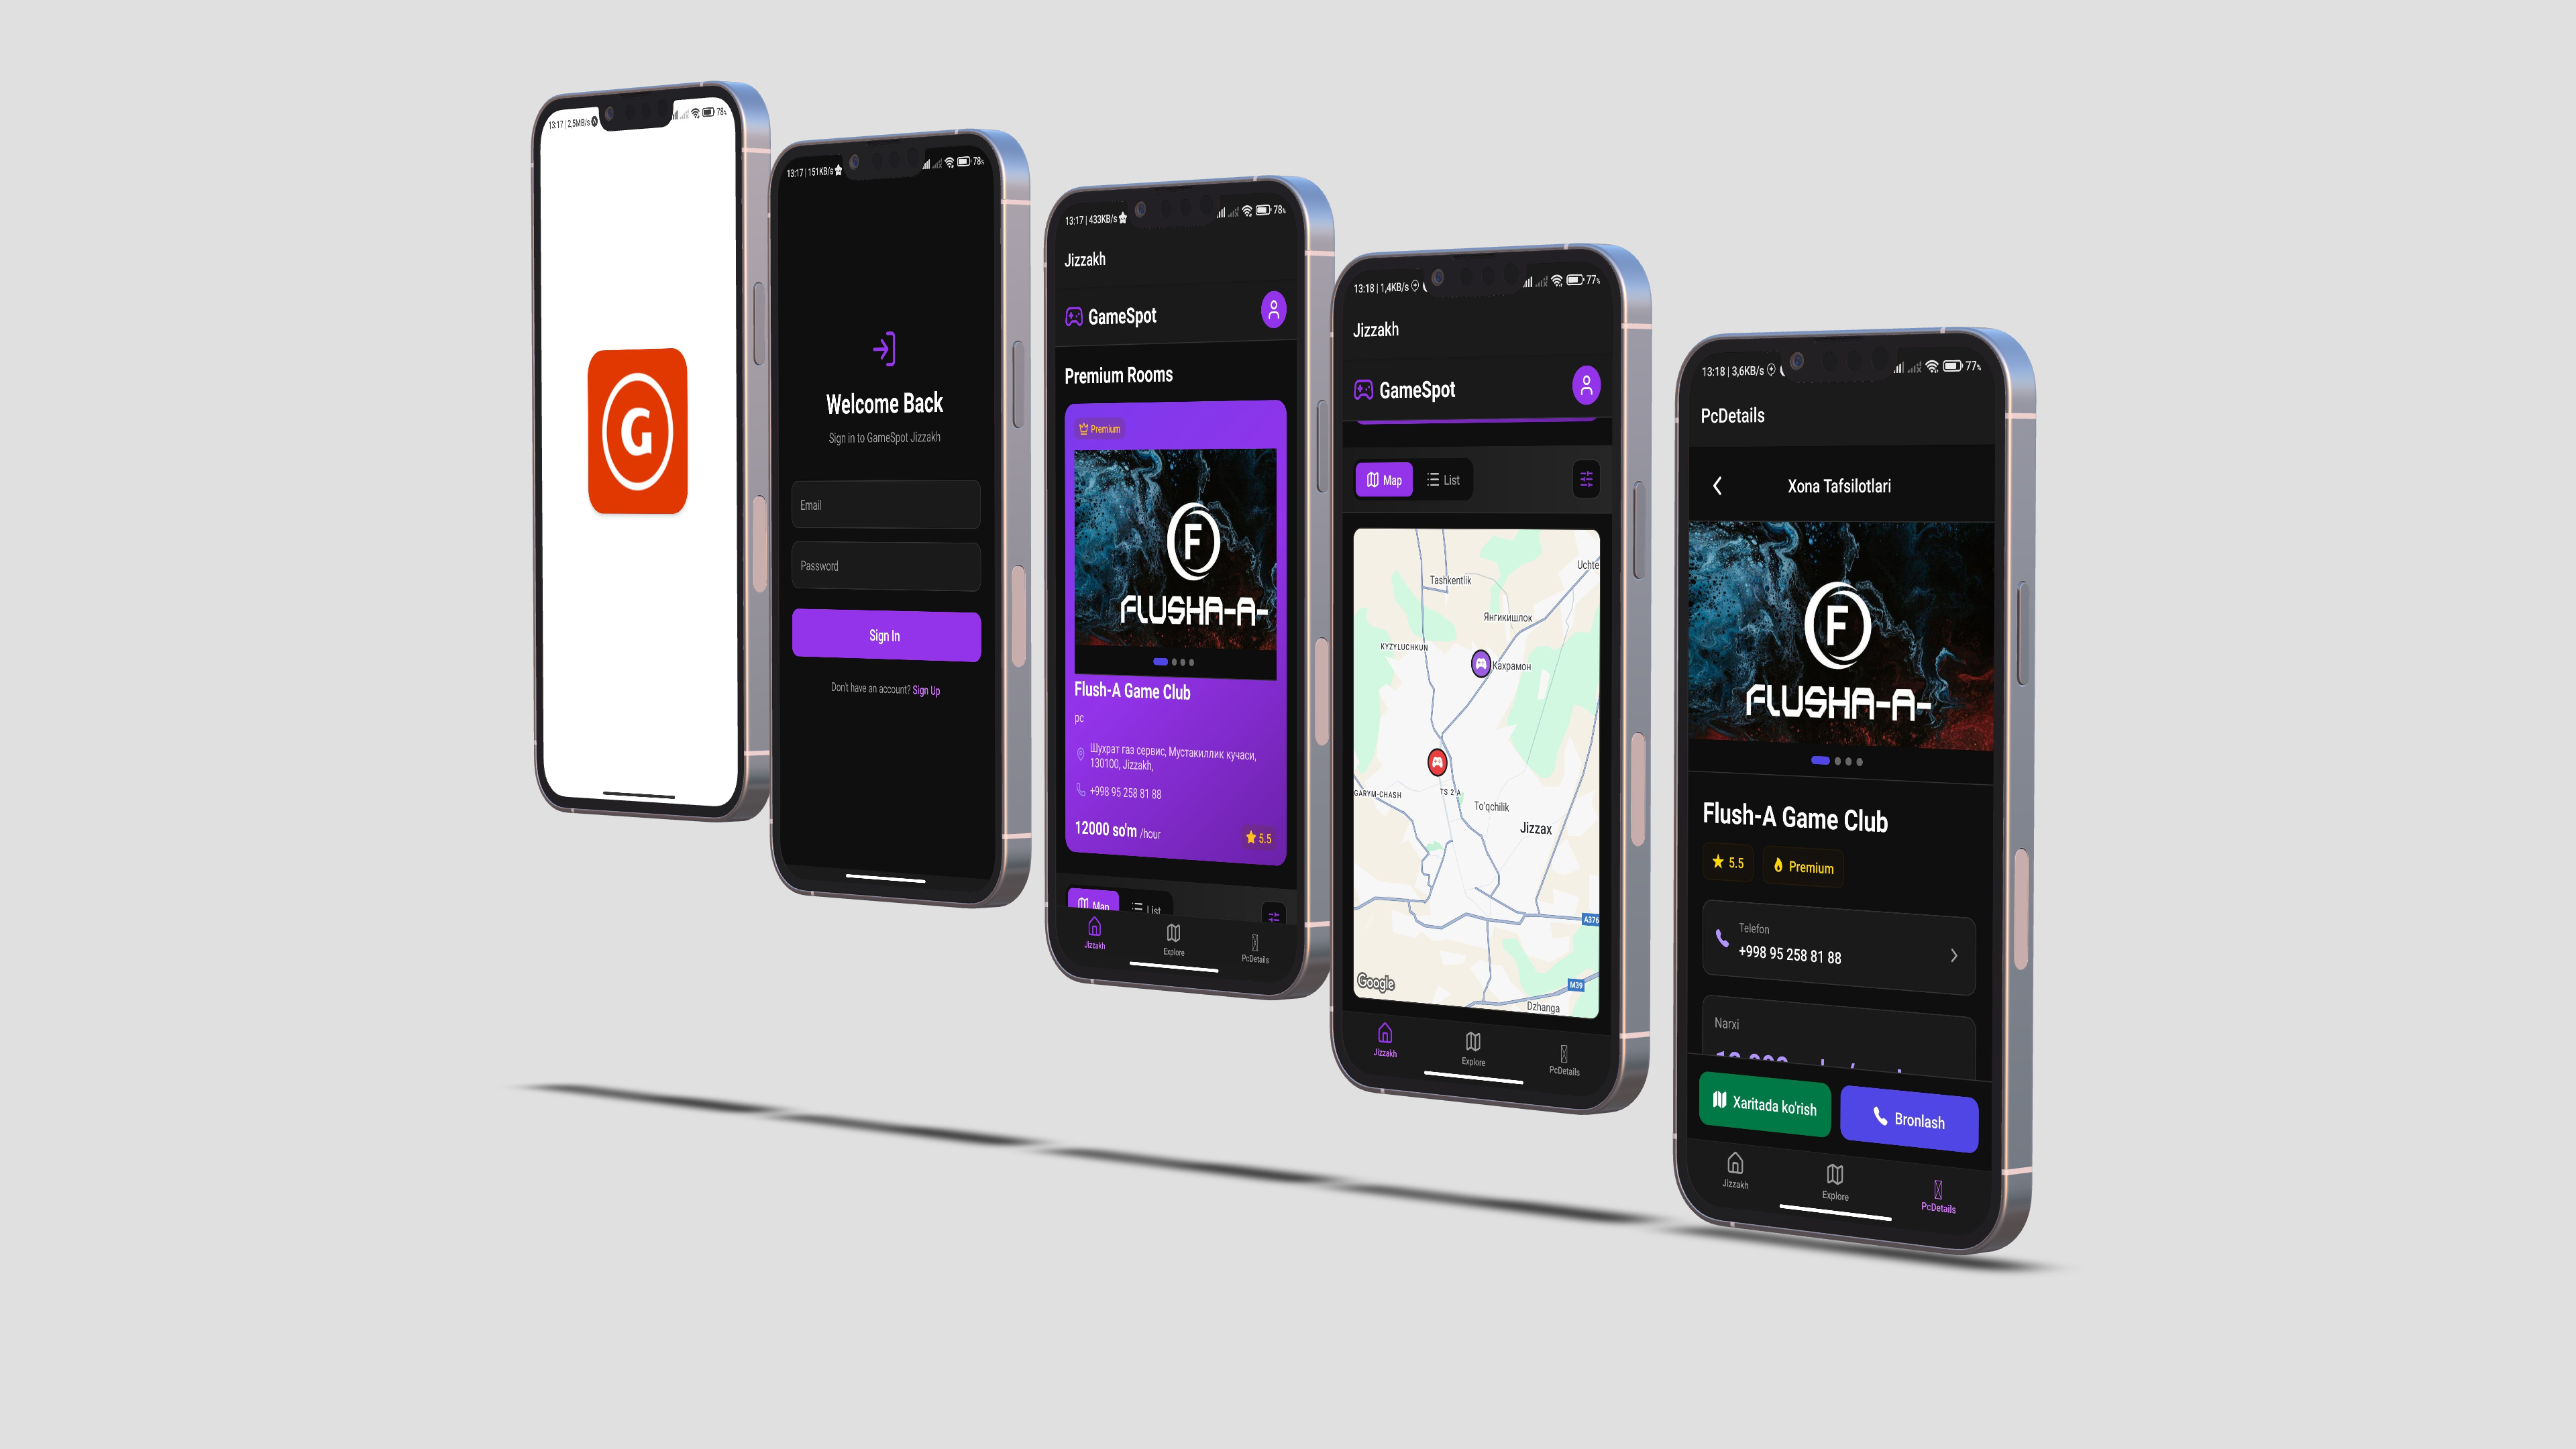 13:17 | 2,5MB/s
78%
G
13:17 | 151KB/s
78%
Welcome Back
Sign in to GameSpot Jizzakh
Email
Password
Sign In
Don't have an account? Sign Up
13:17 | 433KB/s
78%
Jizzakh
GameSpot
Premium Rooms
Premium
F
FLUSHA-A-
Flush-A Game Club
pc
Шухрат газ сервис, Мустакиллик кучаси,
130100, Jizzakh,
+998 95 258 81 88
12000 so'm /hour
5.5
Map
List
Jizzakh
Explore
PcDetails
13:18 | 1,4KB/s
77%
Jizzakh
GameSpot
Map
List
Uchte
Tashkentlik
Янгикишлок
KYZYLUCHKUN
Кахрамон
GARYM-CHASH
TS 2 A
To'qchilik
Jizzax
A376
Google
M39
Dzhanga
Jizzakh
Explore
PcDetails
13:18 | 3,6KB/s
77%
PcDetails
Xona Tafsilotlari
F
FLUSHA-A-
Flush-A Game Club
5.5
Premium
Telefon
+998 95 258 81 88
Narxi
Xaritada ko'rish
Bronlash
Jizzakh
Explore
PcDetails